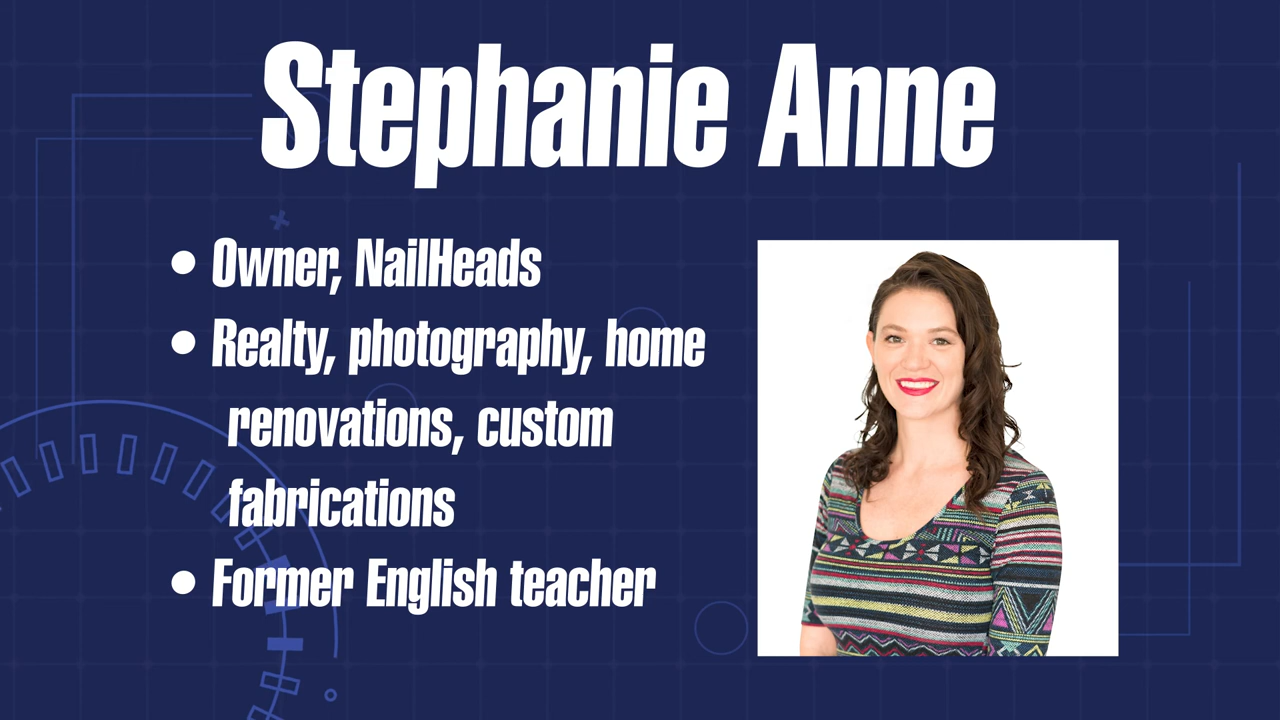 Stephanie Anne
• Owner, NailHeads
• Realty, photography, home
renovations, custom
fabrications
• Former English teacher